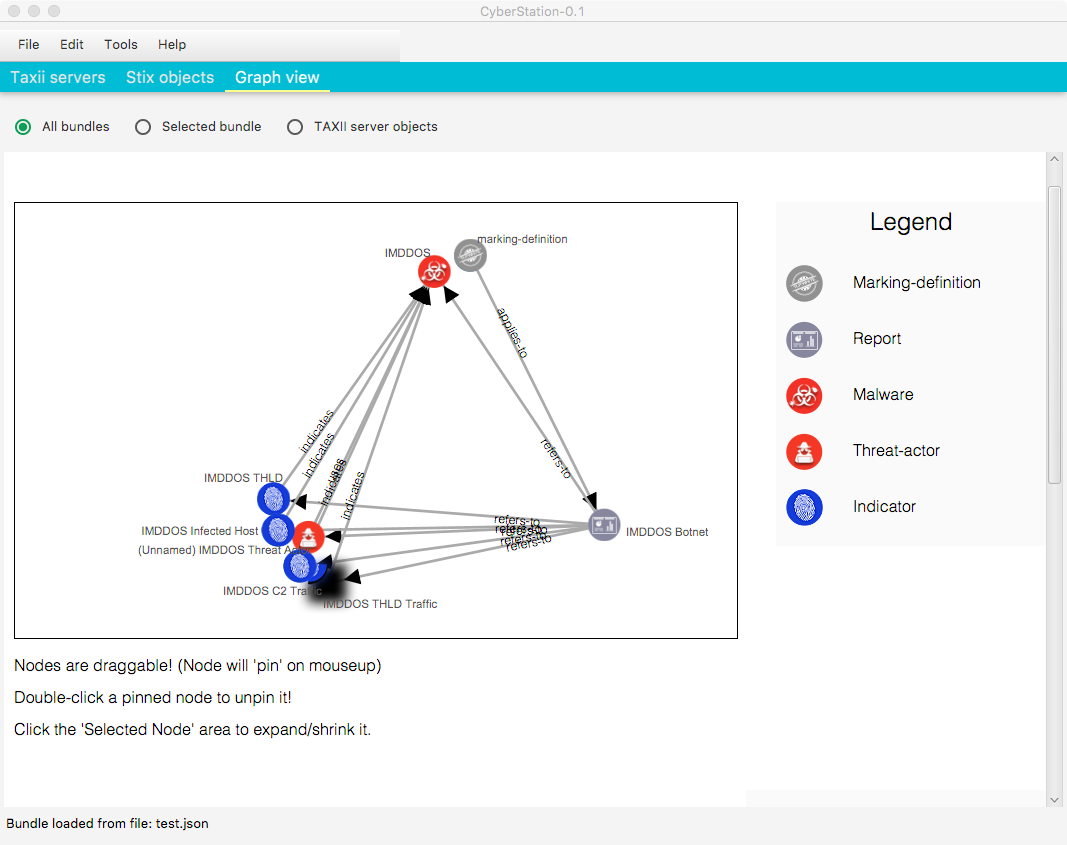 CyberStation-0.1
File Edit Tools Help
Taxii servers Stix objects Graph view
All bundles Selected bundle TAXII server objects
Legend
Marking-definition
Report
Malware
Threat-actor
Indicator
marking-definition
IMDDOS
applies-to
refers-to
indicates
indicates
uses
indicates
indicates
IMDDOS THLD
IMDDOS Infected Host
(Unnamed) IMDDOS Threat
IMDDOS C2 Traffic
IMDDOS THLD Traffic
refers-to
refers-to
refers-to
refers-to
refers-to
IMDDOS Botnet
Nodes are draggable! (Node will 'pin' on mouseup)
Double-click a pinned node to unpin it!
Click the 'Selected Node' area to expand/shrink it.
Bundle loaded from file: test.json